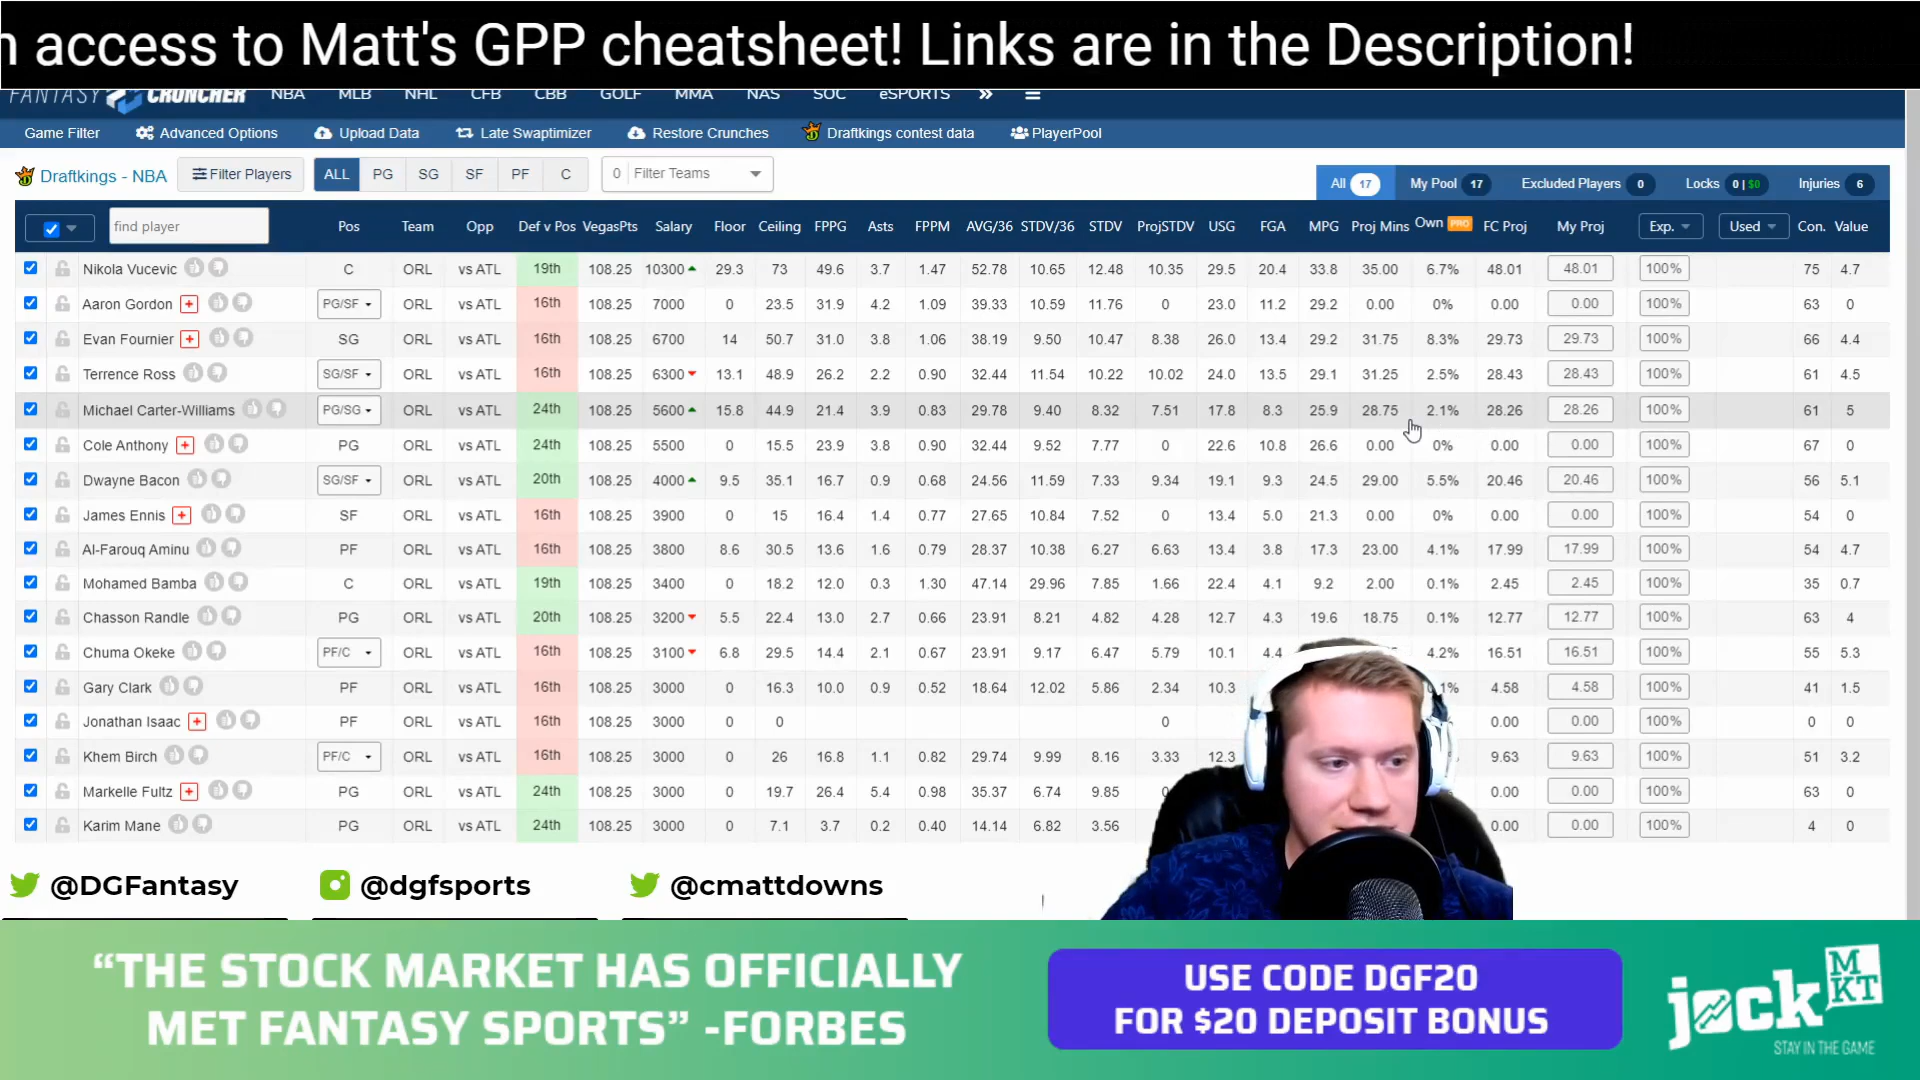 access to Matt's GPP cheatsheet! Links are in the Description!
FANTASY CRUNCHER NBA MLB NHL CFB CBB GOLF MMA NAS SOC eSPORTS »
Game Filter Advanced Options Upload Data Late Swaptimizer Restore Crunches Draftkings contest data PlayerPool
Draftkings - NBA Filter Players ALL PG SG SF PF C 0 Filter Teams
All 17 My Pool 17 Excluded Players 0 Locks 0 | $0 Injuries 6
find player Pos Team Opp Def v Pos VegasPts Salary Floor Ceiling FPPG Asts FPPM AVG/36 STDV/36 STDV ProjSTDV USG FGA MPG Proj Mins Own PRO FC Proj My Proj Exp. Used Con. Value
Nikola Vucevic C ORL vs ATL 19th 108.25 10300 29.3 73 49.6 3.7 1.47 52.78 10.65 12.48 10.35 29.5 20.4 33.8 35.00 6.7% 48.01 48.01 100% 75 4.7
Aaron Gordon PG/SF ORL vs ATL 16th 108.25 7000 0 23.5 31.9 4.2 1.09 39.33 10.59 11.76 0 23.0 11.2 29.2 0.00 0% 0.00 0.00 100% 63 0
Evan Fournier SG ORL vs ATL 16th 108.25 6700 14 50.7 31.0 3.8 1.06 38.19 9.50 10.47 8.38 26.0 13.4 29.2 31.75 8.3% 29.73 29.73 100% 66 4.4
Terrence Ross SG/SF ORL vs ATL 16th 108.25 6300 13.1 48.9 26.2 2.2 0.90 32.44 11.54 10.22 10.02 24.0 13.5 29.1 31.25 2.5% 28.43 28.43 100% 61 4.5
Michael Carter-Williams PG/SG ORL vs ATL 24th 108.25 5600 15.8 44.9 21.4 3.9 0.83 29.78 9.40 8.32 7.51 17.8 8.3 25.9 28.75 2.1% 28.26 28.26 100% 61 5
Cole Anthony PG ORL vs ATL 24th 108.25 5500 0 15.5 23.9 3.8 0.90 32.44 9.52 7.77 0 22.6 10.8 26.6 0.00 0% 0.00 0.00 100% 67 0
Dwayne Bacon SG/SF ORL vs ATL 20th 108.25 4000 9.5 35.1 16.7 0.9 0.68 24.56 11.59 7.33 9.34 19.1 9.3 24.5 29.00 5.5% 20.46 20.46 100% 56 5.1
James Ennis SF ORL vs ATL 16th 108.25 3900 0 15 16.4 1.4 0.77 27.65 10.84 7.52 0 13.4 5.0 21.3 0.00 0% 0.00 0.00 100% 54 0
Al-Farouq Aminu PF ORL vs ATL 16th 108.25 3800 8.6 30.5 13.6 1.6 0.79 28.37 10.38 6.27 6.63 13.4 3.8 17.3 23.00 4.1% 17.99 17.99 100% 54 4.7
Mohamed Bamba C ORL vs ATL 19th 108.25 3400 0 18.2 12.0 0.3 1.30 47.14 29.96 7.85 1.66 22.4 4.1 9.2 2.00 0.1% 2.45 2.45 100% 35 0.7
Chasson Randle PG ORL vs ATL 20th 108.25 3200 5.5 22.4 13.0 2.7 0.66 23.91 8.21 4.82 4.28 12.7 4.3 19.6 18.75 0.1% 12.77 12.77 100% 63 4
Chuma Okeke PF/C ORL vs ATL 16th 108.25 3100 6.8 29.5 14.4 2.1 0.67 23.91 9.17 6.47 5.79 10.1 4.4 4.2% 16.51 16.51 100% 55 5.3
Gary Clark PF ORL vs ATL 16th 108.25 3000 0 16.3 10.0 0.9 0.52 18.64 12.02 5.86 2.34 10.3 4.58 4.58 100% 41 1.5
Jonathan Isaac PF ORL vs ATL 16th 108.25 3000 0 0 0 0.00 0.00 100% 0 0
Khem Birch PF/C ORL vs ATL 16th 108.25 3000 0 26 16.8 1.1 0.82 29.74 9.99 8.16 3.33 12.3 9.63 9.63 100% 51 3.2
Markelle Fultz PG ORL vs ATL 24th 108.25 3000 0 19.7 26.4 5.4 0.98 35.37 6.74 9.85 0.00 0.00 100% 63 0
Karim Mane PG ORL vs ATL 24th 108.25 3000 0 7.1 3.7 0.2 0.40 14.14 6.82 3.56 0.00 0.00 100% 4 0
@DGFantasy @dgfsports @cmattdowns
“THE STOCK MARKET HAS OFFICIALLY
MET FANTASY SPORTS” -FORBES
USE CODE DGF20
FOR $20 DEPOSIT BONUS
jock MKT
STAY IN THE GAME